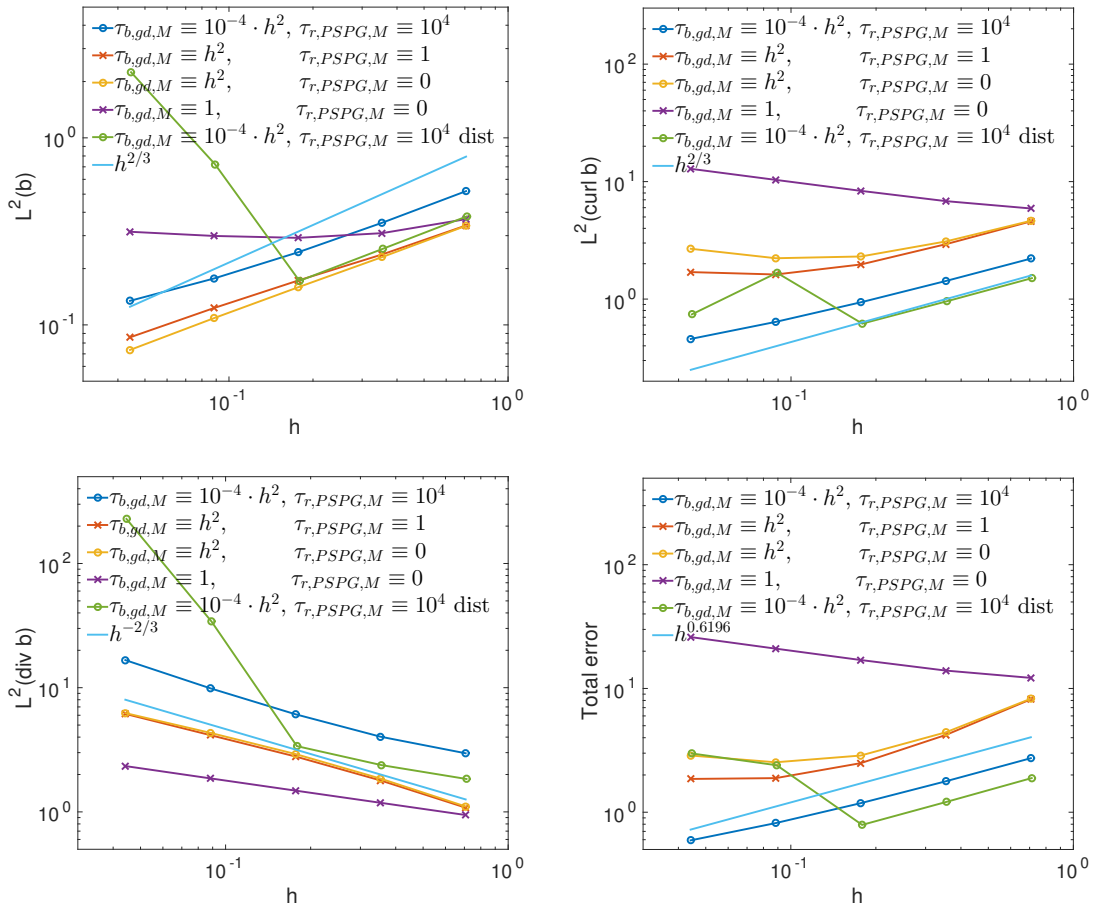 τ_{b,gd,M} ≡ 10^{-4} · h^2, τ_{r,PSPG,M} ≡ 10^4
τ_{b,gd,M} ≡ h^2, τ_{r,PSPG,M} ≡ 1
τ_{b,gd,M} ≡ h^2, τ_{r,PSPG,M} ≡ 0
τ_{b,gd,M} ≡ 1, τ_{r,PSPG,M} ≡ 0
τ_{b,gd,M} ≡ 10^{-4} · h^2, τ_{r,PSPG,M} ≡ 10^4 dist
h^{2/3}
10^0
10^{-1}
L^2(b)
10^{-1}
10^0
h
τ_{b,gd,M} ≡ 10^{-4} · h^2, τ_{r,PSPG,M} ≡ 10^4
τ_{b,gd,M} ≡ h^2, τ_{r,PSPG,M} ≡ 1
τ_{b,gd,M} ≡ h^2, τ_{r,PSPG,M} ≡ 0
τ_{b,gd,M} ≡ 1, τ_{r,PSPG,M} ≡ 0
τ_{b,gd,M} ≡ 10^{-4} · h^2, τ_{r,PSPG,M} ≡ 10^4 dist
h^{2/3}
10^2
10^1
10^0
L^2(curl b)
10^{-1}
10^0
h
τ_{b,gd,M} ≡ 10^{-4} · h^2, τ_{r,PSPG,M} ≡ 10^4
τ_{b,gd,M} ≡ h^2, τ_{r,PSPG,M} ≡ 1
τ_{b,gd,M} ≡ h^2, τ_{r,PSPG,M} ≡ 0
τ_{b,gd,M} ≡ 1, τ_{r,PSPG,M} ≡ 0
τ_{b,gd,M} ≡ 10^{-4} · h^2, τ_{r,PSPG,M} ≡ 10^4 dist
h^{-2/3}
10^2
10^1
10^0
L^2(div b)
10^{-1}
10^0
h
τ_{b,gd,M} ≡ 10^{-4} · h^2, τ_{r,PSPG,M} ≡ 10^4
τ_{b,gd,M} ≡ h^2, τ_{r,PSPG,M} ≡ 1
τ_{b,gd,M} ≡ h^2, τ_{r,PSPG,M} ≡ 0
τ_{b,gd,M} ≡ 1, τ_{r,PSPG,M} ≡ 0
τ_{b,gd,M} ≡ 10^{-4} · h^2, τ_{r,PSPG,M} ≡ 10^4 dist
h^{0.6196}
10^2
10^1
10^0
Total error
10^{-1}
10^0
h